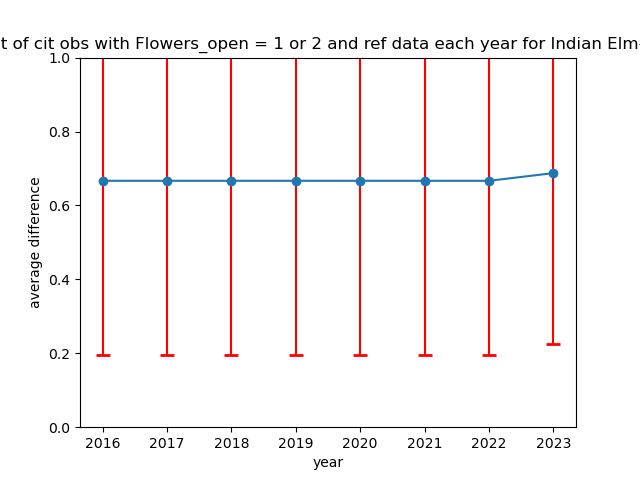 t of cit obs with Flowers_open = 1 or 2 and ref data each year for Indian Elm-
1.0
0.8
0.6
0.4
0.2
0.0
average difference
2016 2017 2018 2019 2020 2021 2022 2023
year